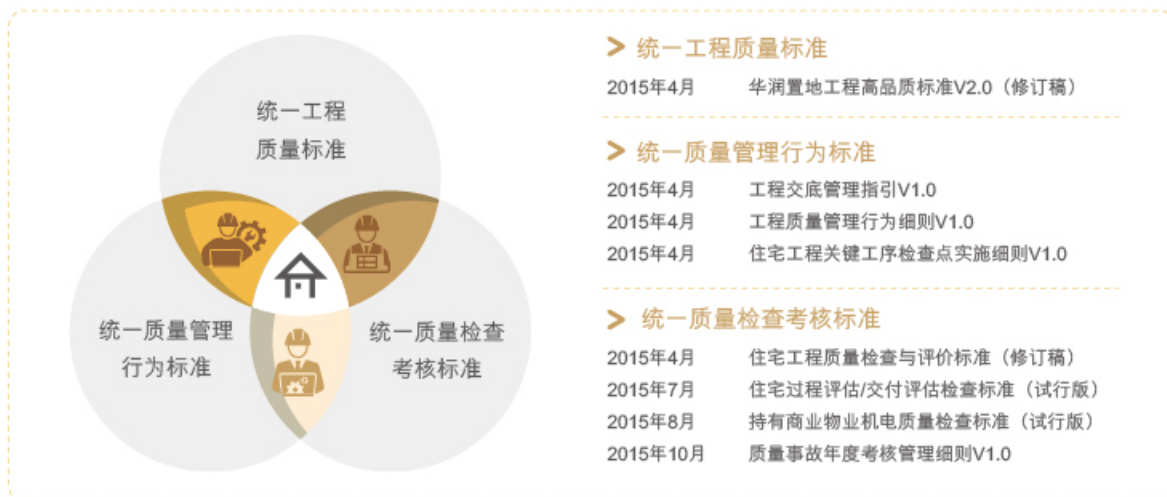 统一工程
质量标准
统一质量管理
行为标准
统一质量检查
考核标准
统一工程质量标准
2015年4月 华润置地工程高品质标准V2.0（修订稿）
统一质量管理行为标准
2015年4月 工程交底管理指引V1.0
2015年4月 工程质量管理行为细则V1.0
2015年4月 住宅工程关键工序检查点实施细则V1.0
统一质量检查考核标准
2015年4月 住宅工程质量检查与评价标准（修订稿）
2015年7月 住宅过程评估/交付评估检查标准（试行版）
2015年8月 持有商业物业机电质量检查标准（试行版）
2015年10月 质量事故年度考核管理细则V1.0